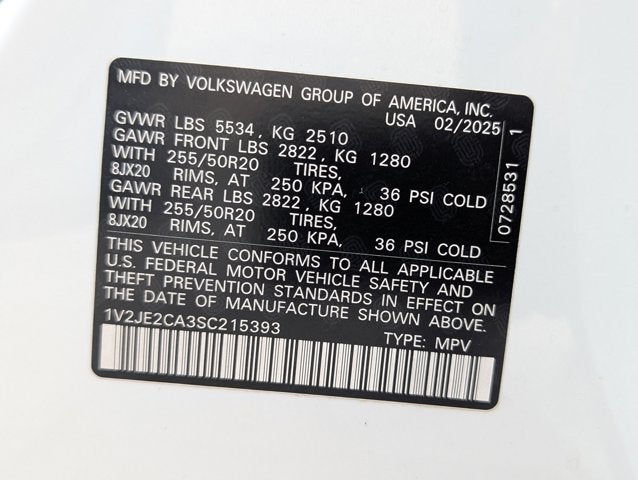 MFD BY VOLKSWAGEN GROUP OF AMERICA, INC.
USA 02/2025
GVWR LBS 5534, KG 2510
GAWR FRONT LBS 2822, KG 1280
WITH 255/50R20 TIRES,
8JX20 RIMS, AT 250 KPA, 36 PSI COLD
GAWR REAR LBS 2822, KG 1280
WITH 255/50R20 TIRES,
8JX20 RIMS, AT 250 KPA, 36 PSI COLD
THIS VEHICLE CONFORMS TO ALL APPLICABLE
U.S. FEDERAL MOTOR VEHICLE SAFETY AND
THEFT PREVENTION STANDARDS IN EFFECT ON
THE DATE OF MANUFACTURE SHOWN ABOVE.
1V2JE2CA3SC215393 TYPE: MPV
0728531 1